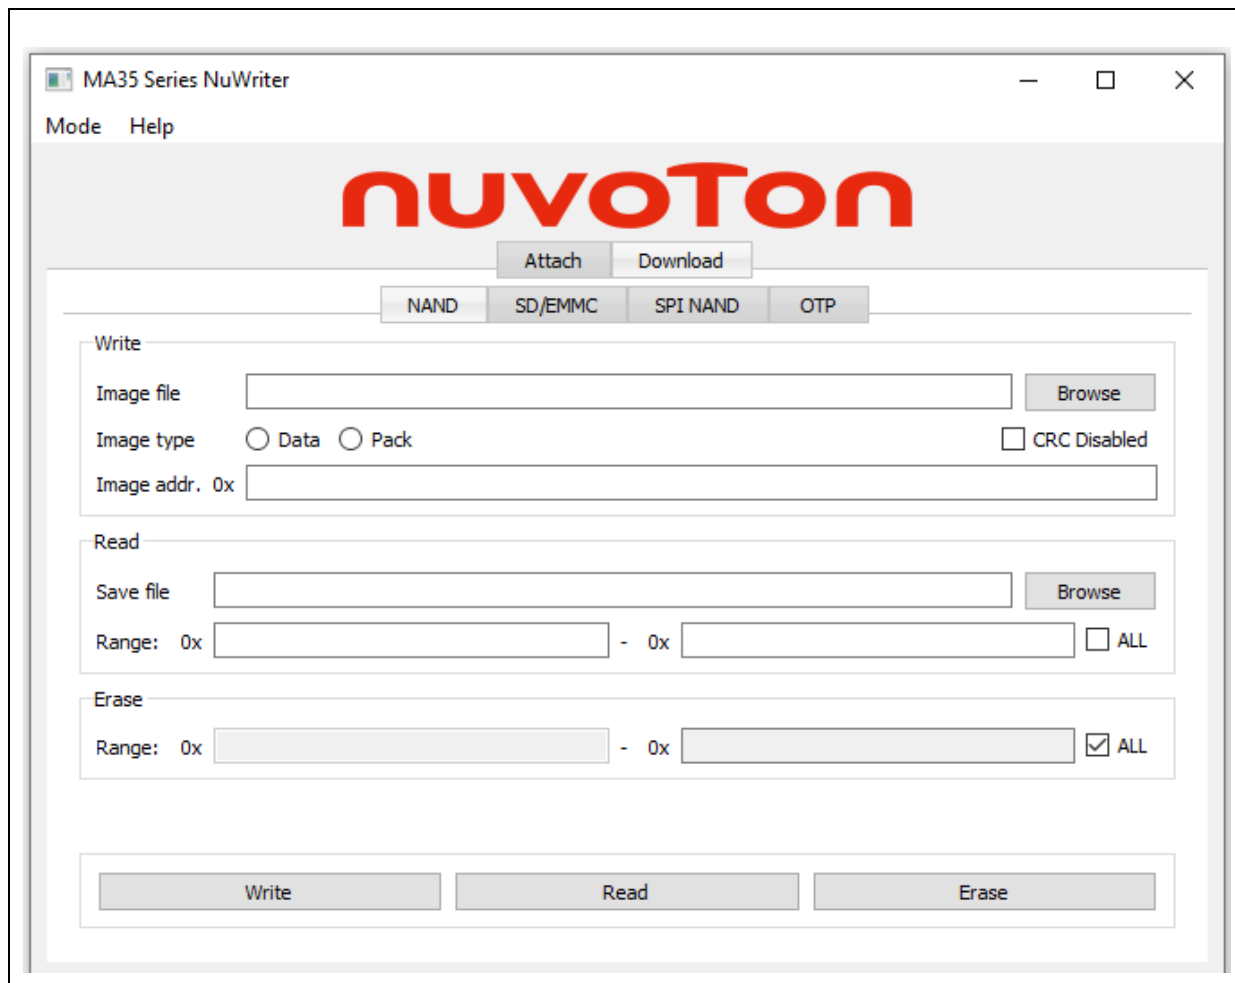 MA35 Series NuWriter
Mode Help
nuvoTon
Attach Download
NAND SD/EMMC SPI NAND OTP
Write
Image file Browse
Image type Data Pack CRC Disabled
Image addr. 0x
Read
Save file Browse
Range: 0x - 0x ALL
Erase
Range: 0x - 0x ALL
Write Read Erase